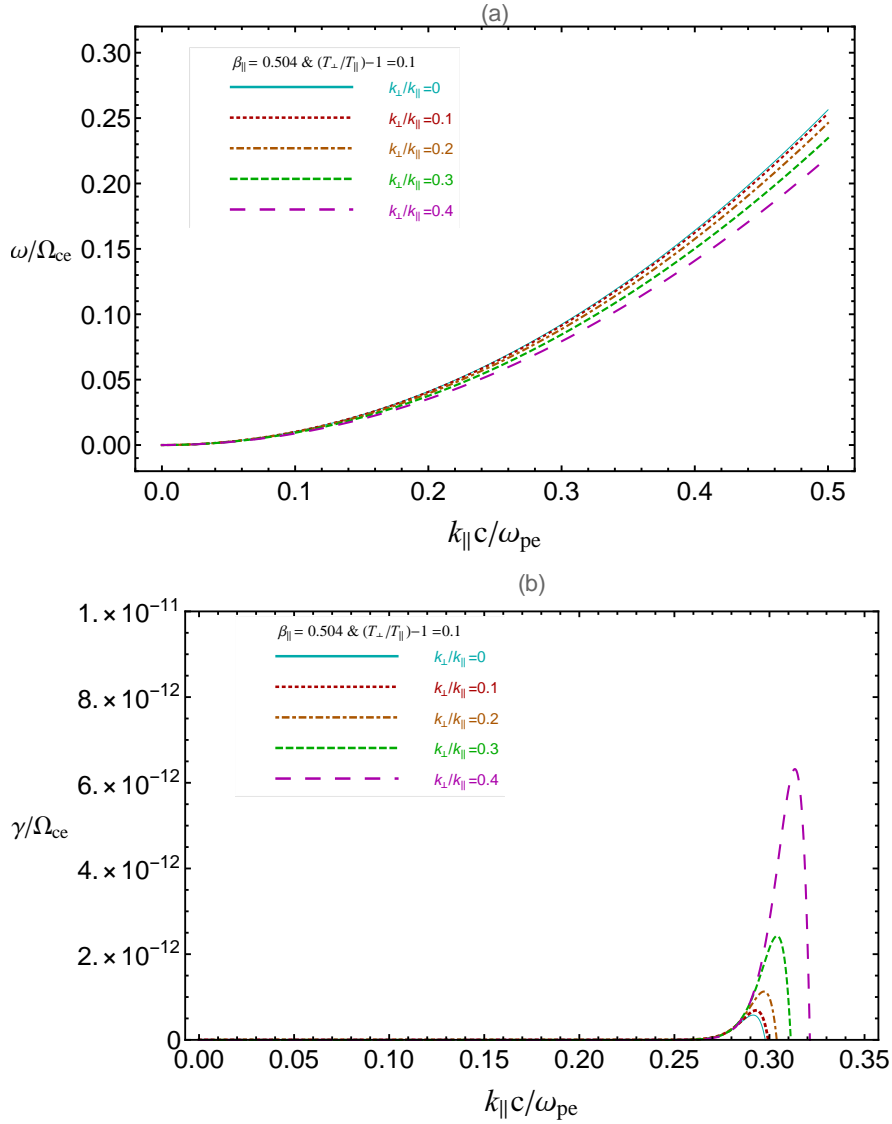 (a)
β∥ = 0.504 & (T⊥/T∥)−1 =0.1
k⊥/k∥=0
k⊥/k∥=0.1
k⊥/k∥=0.2
k⊥/k∥=0.3
k⊥/k∥=0.4
0.30
0.25
0.20
0.15
0.10
0.05
0.00
ω/Ωce
0.0 0.1 0.2 0.3 0.4 0.5
k∥c/ωpe
(b)
β∥ = 0.504 & (T⊥/T∥)−1 =0.1
k⊥/k∥=0
k⊥/k∥=0.1
k⊥/k∥=0.2
k⊥/k∥=0.3
k⊥/k∥=0.4
1.×10⁻¹¹
8.×10⁻¹²
6.×10⁻¹²
4.×10⁻¹²
2.×10⁻¹²
0
γ/Ωce
0.00 0.05 0.10 0.15 0.20 0.25 0.30 0.35
k∥c/ωpe